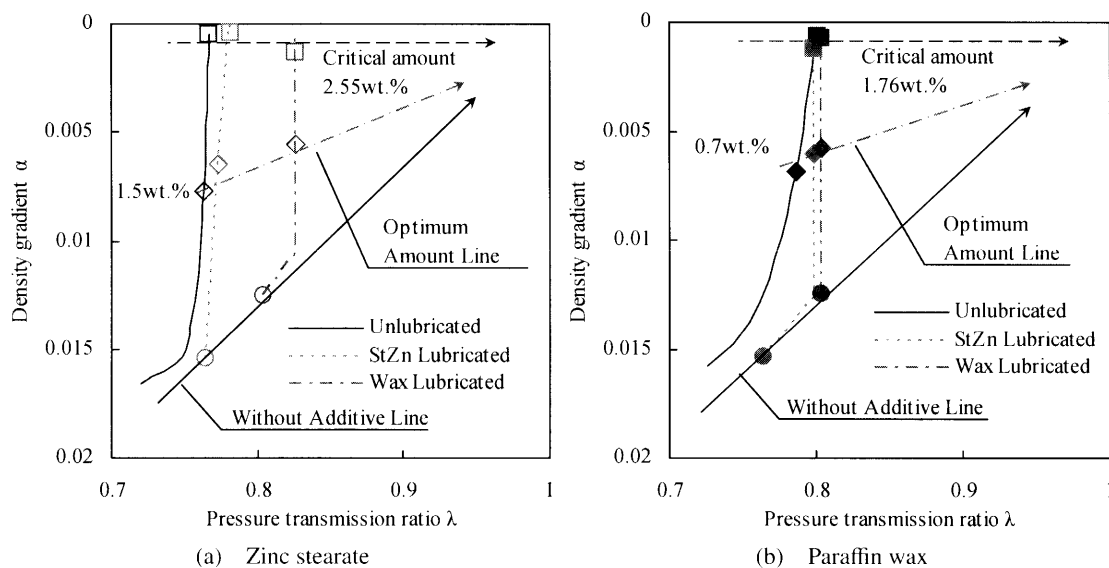 0
0.005
0.01
0.015
0.02
Density gradient α
Critical amount
2.55wt.%
1.5wt.%
Optimum
Amount Line
Unlubricated
StZn Lubricated
Wax Lubricated
Without Additive Line
0.7 0.8 0.9 1
Pressure transmission ratio λ
(a) Zinc stearate
0
0.005
0.01
0.015
0.02
Density gradient α
Critical amount
1.76wt.%
0.7wt.%
Optimum
Amount Line
Unlubricated
StZn Lubricated
Wax Lubricated
Without Additive Line
0.7 0.8 0.9
Pressure transmission ratio λ
(b) Paraffin wax